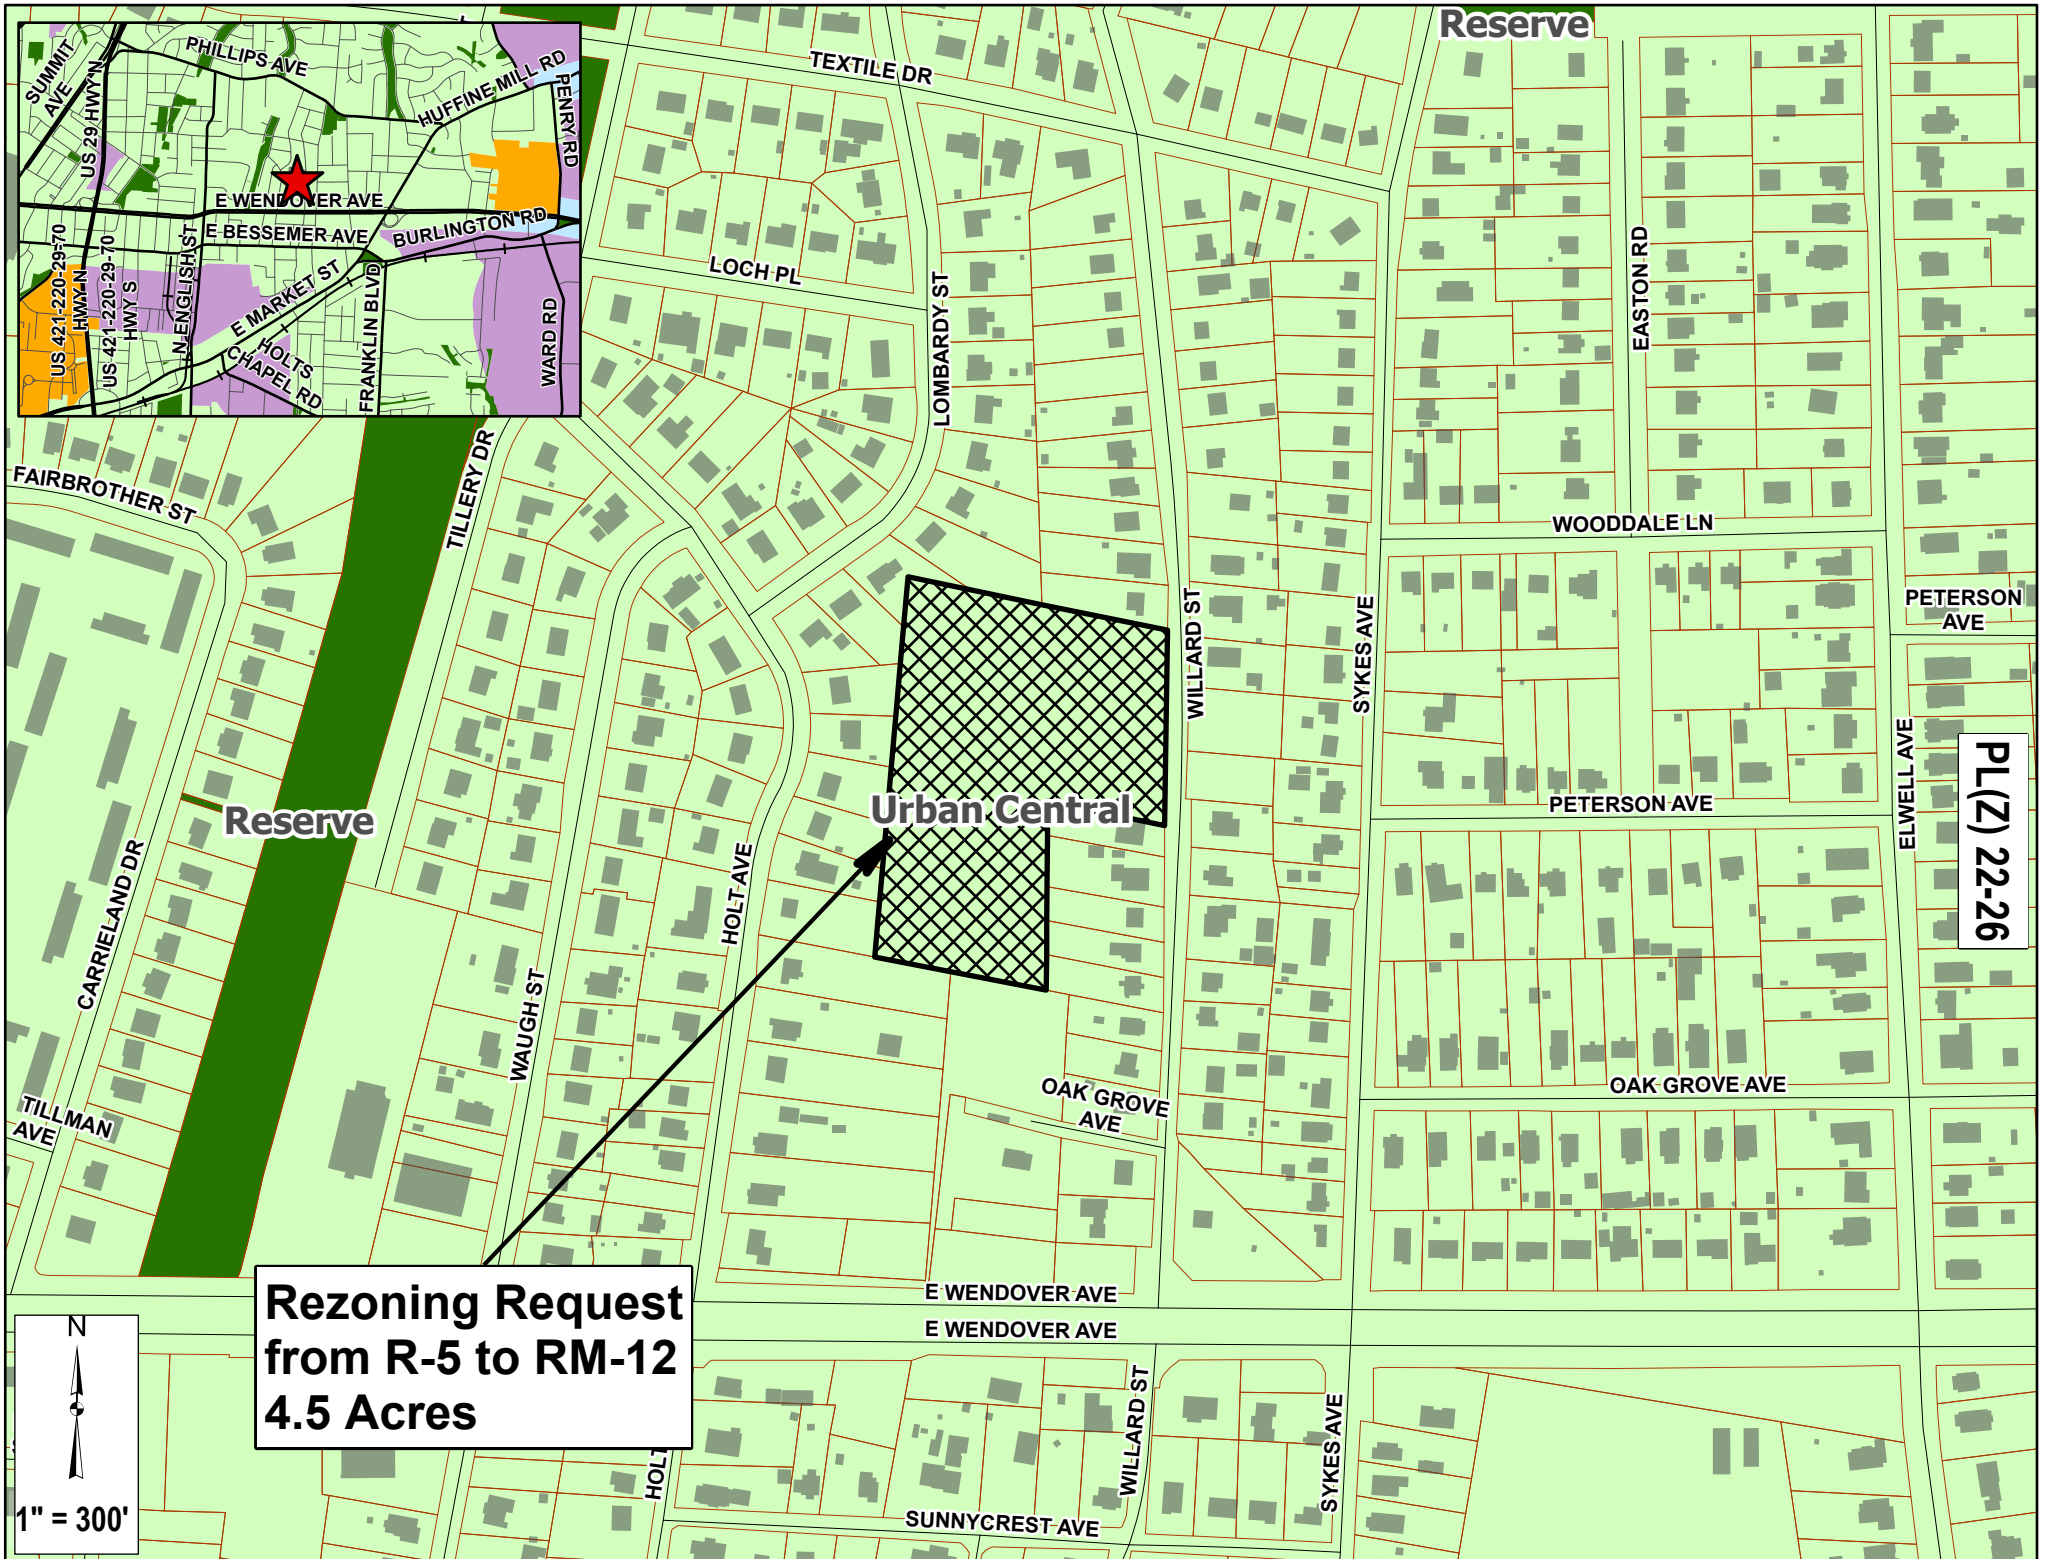 SUMMIT
AVE
US 29 HWY N
PHILLIPS AVE
HUFFINE MILL RD
PENRY RD
E WENDOVER AVE
E BESSEMER AVE
BURLINGTON RD
US 421-220-29-70
HWY N
US 421-220-29-70
HWY S
N ENGLISH ST
E MARKET ST
HOLTS
CHAPEL RD
FRANKLIN BLVD
WARD RD
Reserve
TEXTILE DR
LOCH PL
LOMBARDY ST
EASTON RD
FAIRBROTHER ST
TILLERY DR
WOODDALE LN
WILLARD ST
SYKES AVE
PETERSON
AVE
Reserve
Urban Central
PETERSON AVE
ELWELL AVE
PL(Z) 22-26
CARRIELAND DR
HOLT AVE
WAUGH ST
TILLMAN
AVE
OAK GROVE
AVE
OAK GROVE AVE
E WENDOVER AVE
E WENDOVER AVE
Rezoning Request
from R-5 to RM-12
4.5 Acres
N
1" = 300'
HOLT
WILLARD ST
SYKES AVE
SUNNYCREST AVE